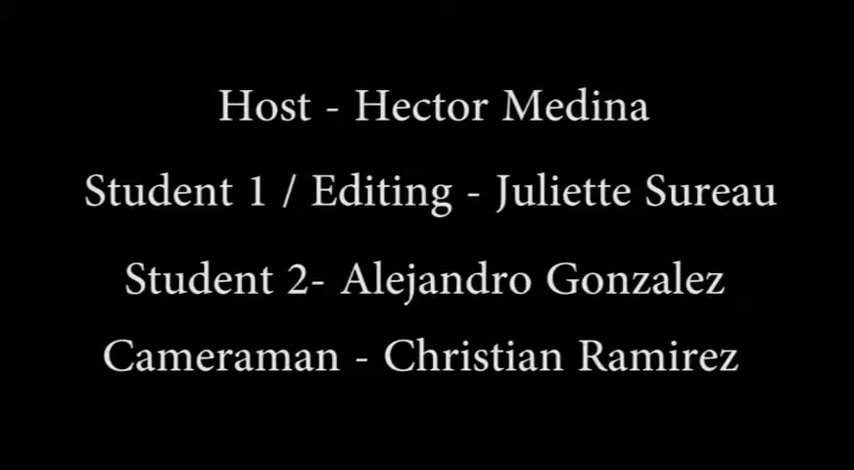 Host - Hector Medina
Student 1 / Editing - Juliette Sureau
Student 2- Alejandro Gonzalez
Cameraman - Christian Ramirez